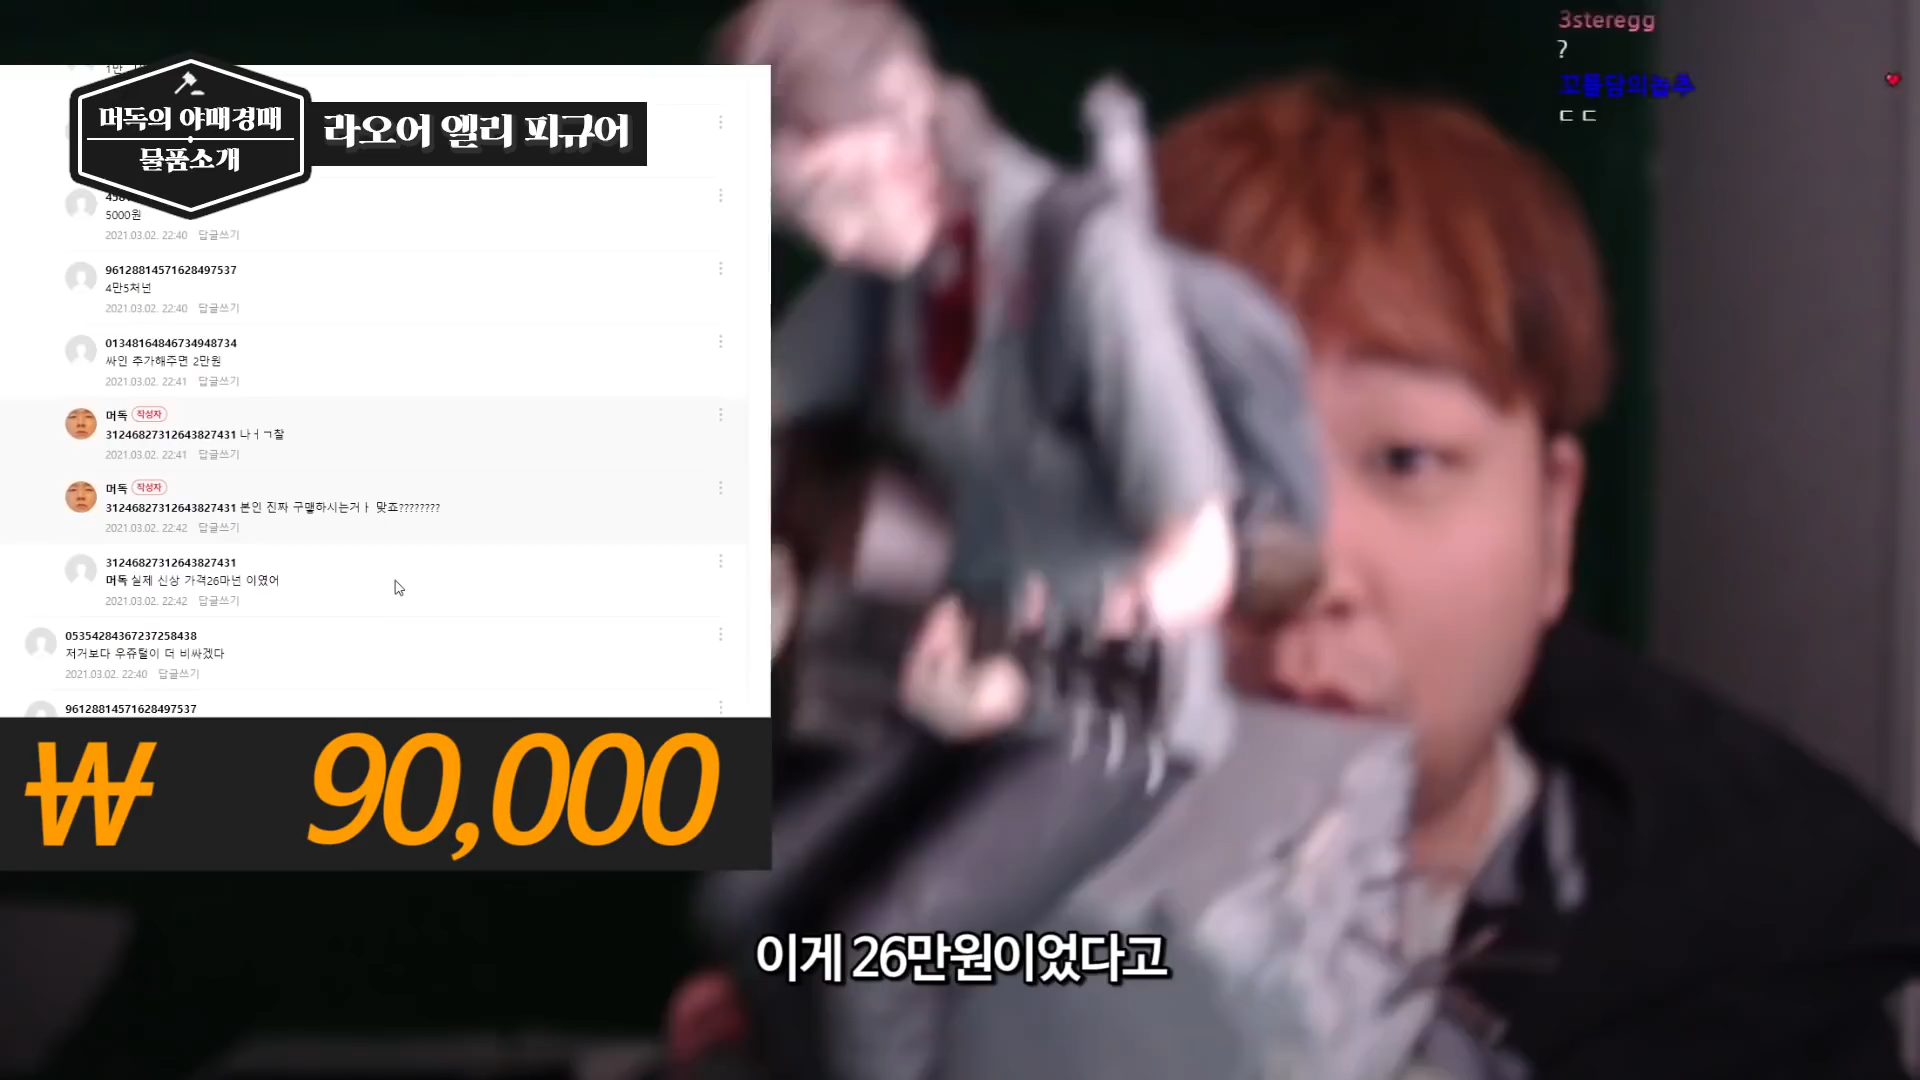 3steregg
?
꼬뜰담의눕추
ㄷㄷ
머독의 야매경매
물품소개
라오어 엘리 피규어
5000원
2021.03.02. 22:40 답글쓰기
96128814571628497537
4만5처넌
2021.03.02. 22:40 답글쓰기
01348164846734948734
싸인 추가해주면 2만원
2021.03.02. 22:41 답글쓰기
머독 작성자
31246827312643827431 나ㅓㄱ찰
2021.03.02. 22:41 답글쓰기
머독 작성자
31246827312643827431 본인 진짜 구맿하시는거ㅏ 맞죠????????
2021.03.02. 22:42 답글쓰기
31246827312643827431
머독 실제 신상 가격26마넌 이였어
2021.03.02. 22:42 답글쓰기
05354284367237258438
저거보다 우쥬털이 더 비싸겠다
2021.03.02. 22:40 답글쓰기
96128814571628497537
₩ 90,000
이게 26만원이었다고